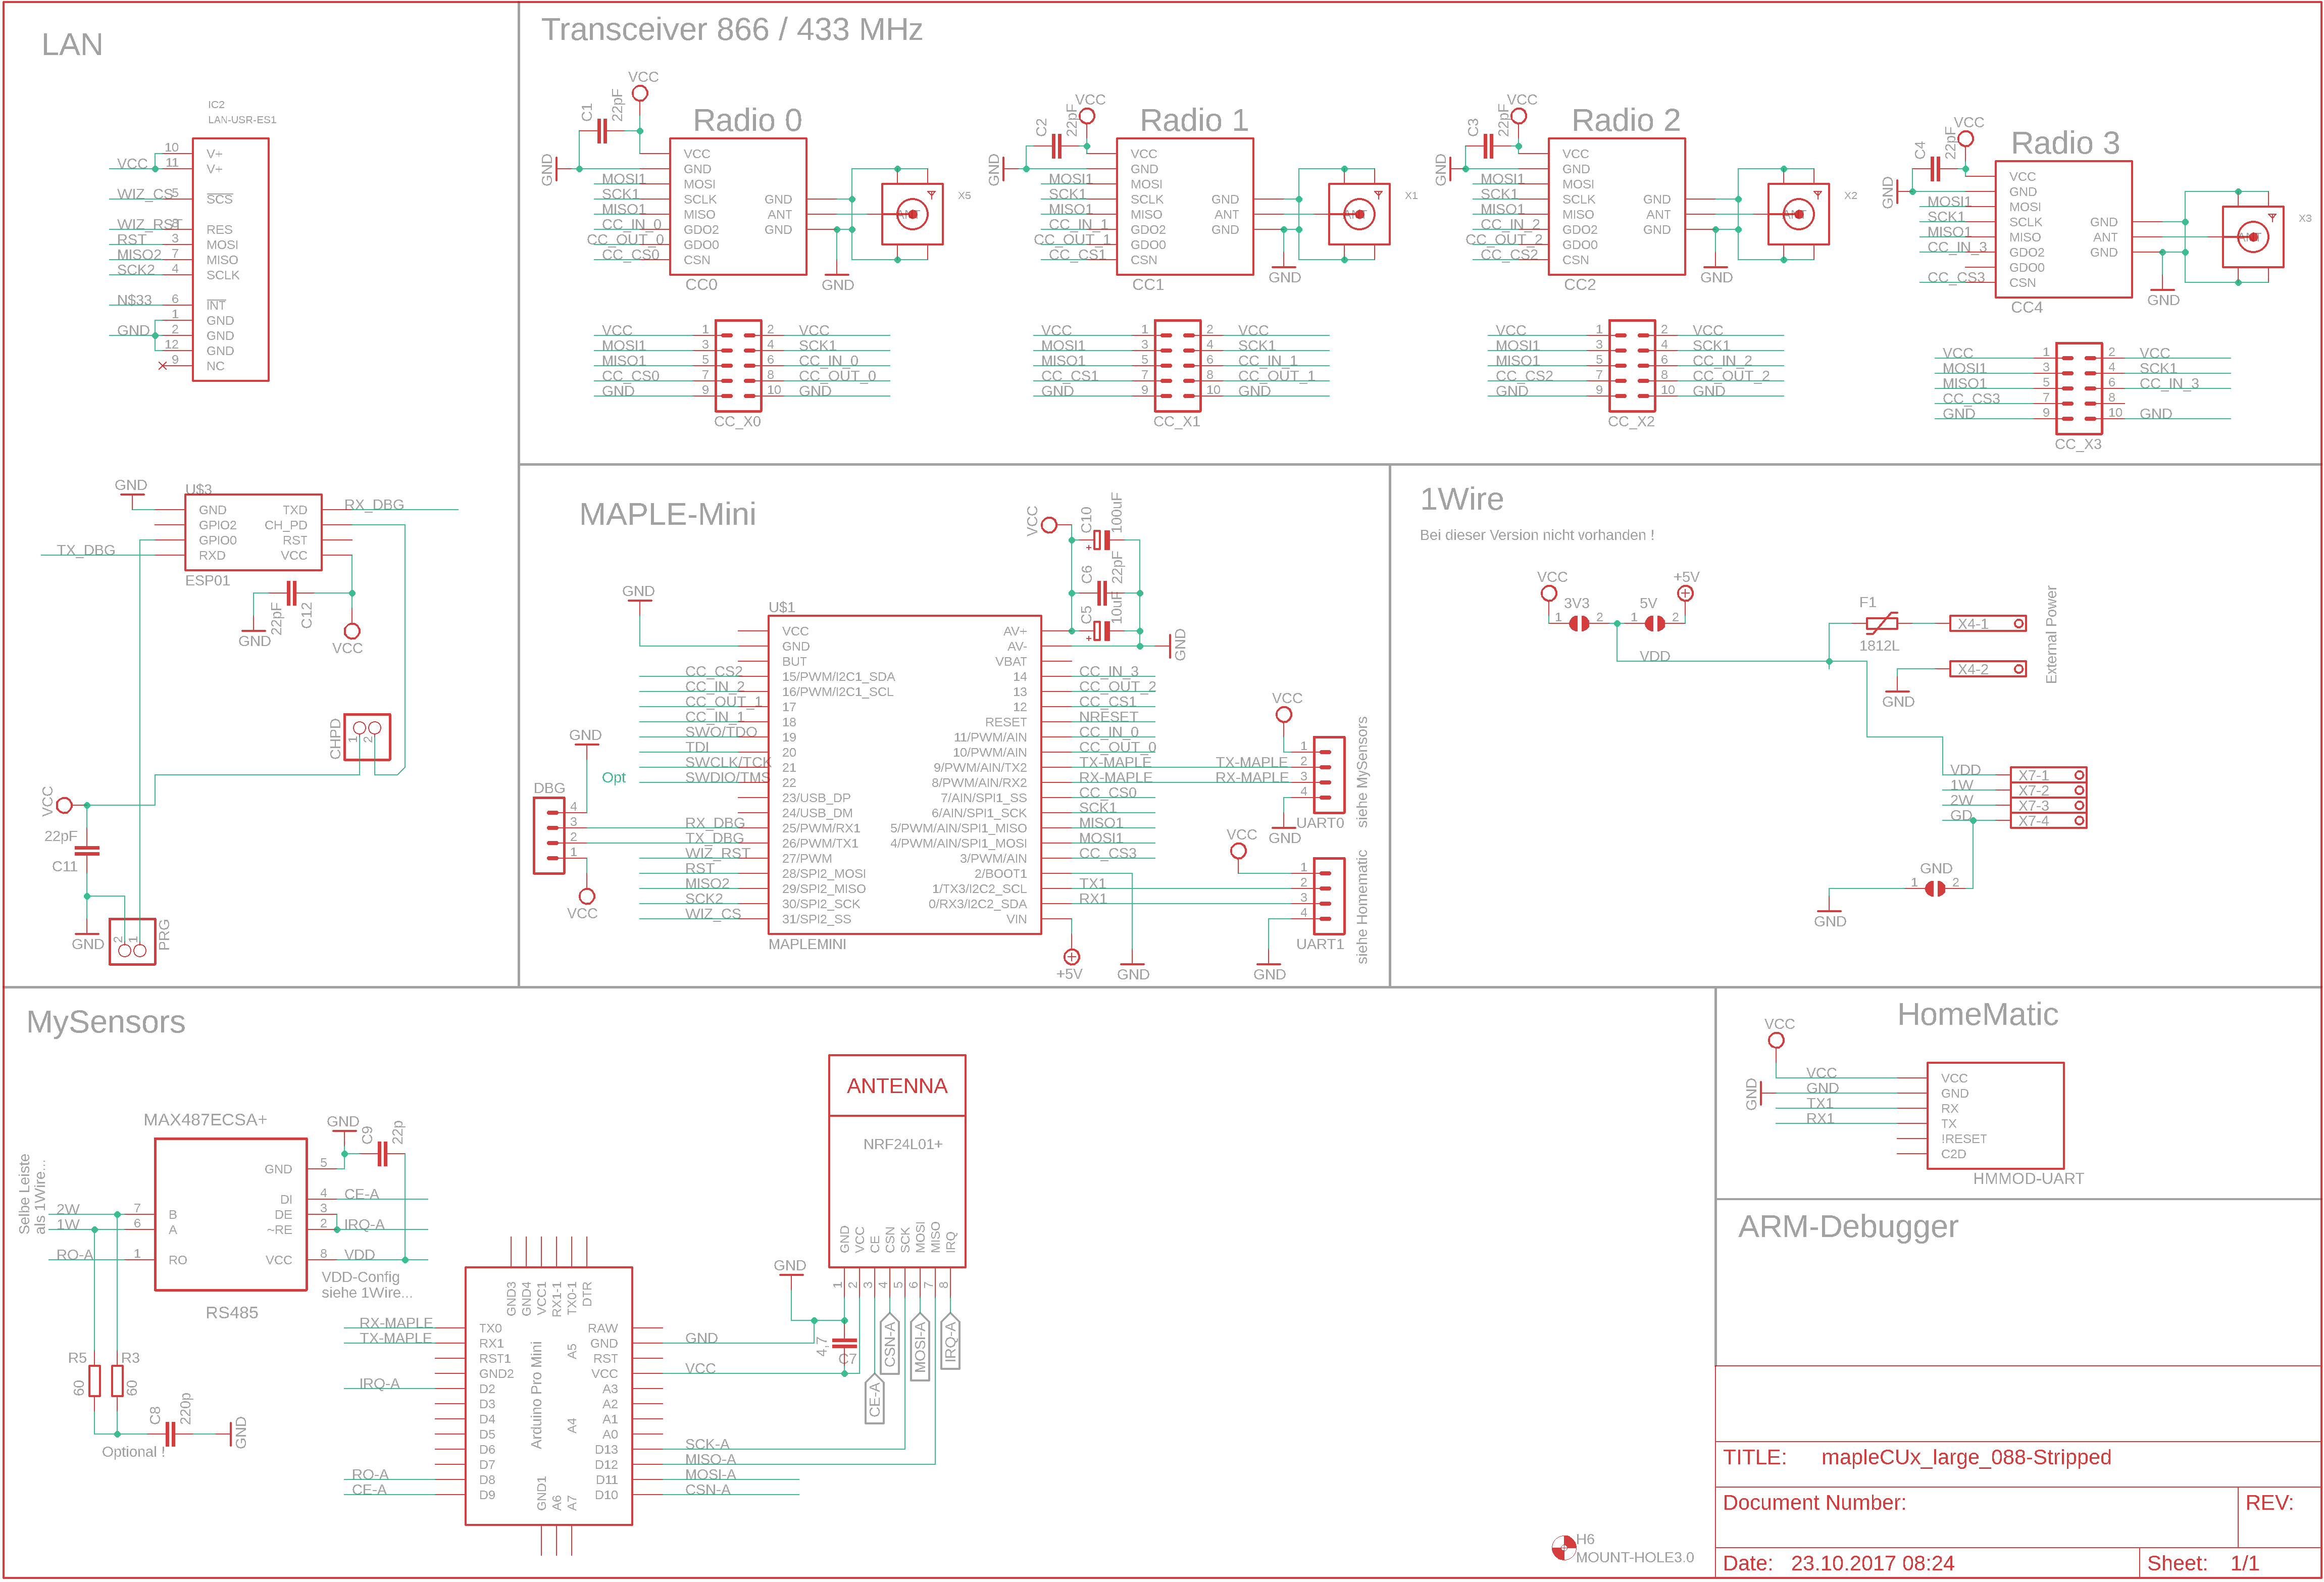 LAN
IC2
LAN-USR-ES1
VCC 10 V+
11 V+
WIZ_CS 5 SCS
WIZ_RST RES
RST 3 MOSI
MISO2 7 MISO
SCK2 4 SCLK
N$33 6 INT
1 GND
GND 2 GND
12 GND
9 NC
GND
U$3
GND TXD RX_DBG
GPIO2 CH_PD
GPIO0 RST
TX_DBG RXD VCC
ESP01
GND 22pF C12 VCC
CHPD 1 2
VCC
22pF
C11
GND
2 1 PRG
Transceiver 866 / 433 MHz
VCC
C1 22pF
Radio 0
GND
VCC
GND
MOSI1 MOSI
SCK1 SCLK GND
MISO1 MISO ANT ANT X5
CC_IN_0 GDO2 GND
CC_OUT_0 GDO0
CC_CS0 CSN
CC0 GND
VCC 1 2 VCC
MOSI1 3 4 SCK1
MISO1 5 6 CC_IN_0
CC_CS0 7 8 CC_OUT_0
GND 9 10 GND
CC_X0
VCC
C2 22pF
Radio 1
GND
VCC
GND
MOSI1 MOSI
SCK1 SCLK GND
MISO1 MISO ANT ANT X1
CC_IN_1 GDO2 GND
CC_OUT_1 GDO0
CC_CS1 CSN
CC1 GND
VCC 1 2 VCC
MOSI1 3 4 SCK1
MISO1 5 6 CC_IN_1
CC_CS1 7 8 CC_OUT_1
GND 9 10 GND
CC_X1
VCC
C3 22pF
Radio 2
GND
VCC
GND
MOSI1 MOSI
SCK1 SCLK GND
MISO1 MISO ANT ANT X2
CC_IN_2 GDO2 GND
CC_OUT_2 GDO0
CC_CS2 CSN
CC2 GND
VCC 1 2 VCC
MOSI1 3 4 SCK1
MISO1 5 6 CC_IN_2
CC_CS2 7 8 CC_OUT_2
GND 9 10 GND
CC_X2
VCC
C4 22pF
Radio 3
GND
VCC
GND
MOSI1 MOSI
SCK1 SCLK GND
MISO1 MISO ANT ANT X3
CC_IN_3 GDO2 GND
GDO0
CC_CS3 CSN
CC4 GND
VCC 1 2 VCC
MOSI1 3 4 SCK1
MISO1 5 6 CC_IN_3
CC_CS3 7 8
GND 9 10 GND
CC_X3
MAPLE-Mini
VCC C10 100uF
C6 22pF
C5 10uF
GND
GND
U$1
VCC AV+
GND AV-
BUT VBAT
CC_CS2 15/PWM/I2C1_SDA 14 CC_IN_3
CC_IN_2 16/PWM/I2C1_SCL 13 CC_OUT_2
CC_OUT_1 17 12 CC_CS1
CC_IN_1 18 RESET NRESET
SWO/TDO 19 11/PWM/AIN CC_IN_0
TDI 20 10/PWM/AIN CC_OUT_0
SWCLK/TCK 21 9/PWM/AIN/TX2 TX-MAPLE
Opt SWDIO/TMS 22 8/PWM/AIN/RX2 RX-MAPLE
23/USB_DP 7/AIN/SPI1_SS CC_CS0
24/USB_DM 6/AIN/SPI1_SCK SCK1
RX_DBG 25/PWM/RX1 5/PWM/AIN/SPI1_MISO MISO1
TX_DBG 26/PWM/TX1 4/PWM/AIN/SPI1_MOSI MOSI1
WIZ_RST 27/PWM 3/PWM/AIN CC_CS3
RST 28/SPI2_MOSI 2/BOOT1
MISO2 29/SPI2_MISO 1/TX3/I2C2_SCL TX1
SCK2 30/SPI2_SCK 0/RX3/I2C2_SDA RX1
WIZ_CS 31/SPI2_SS VIN
MAPLEMINI
+5V GND
GND
DBG
4
3
2
1
VCC
VCC
1
TX-MAPLE 2
RX-MAPLE 3
4
GND UART0
siehe MySensors
VCC
1
2
3
4
UART1
GND
siehe Homematic
1Wire
Bei dieser Version nicht vorhanden !
VCC +5V
3V3 5V
1 2 1 2
VDD
F1
1812L
X4-1
X4-2
GND
External Power
VDD X7-1
1W X7-2
2W X7-3
GD X7-4
GND
1 2
GND
MySensors
MAX487ECSA+
GND C9 22p
Selbe Leiste
als 1Wire...
GND 5
DI 4 CE-A
2W 7 B DE 3
1W 6 A ~RE 2 IRQ-A
RO-A 1 RO VCC 8 VDD
VDD-Config
siehe 1Wire...
RS485
R5 R3
60 60
C8 220p GND
Optional !
GND3 GND4 VCC1 RX1-1 TX0-1 DTR
RX-MAPLE TX0 RAW
TX-MAPLE RX1 GND GND
RST1 RST
GND2 VCC VCC
IRQ-A D2 A3
D3 A2
D4 A1
D5 A0
D6 D13 SCK-A
D7 D12 MISO-A
RO-A D8 D11 MOSI-A
CE-A D9 D10 CSN-A
Arduino Pro Mini
A5
A4
GND1 A6 A7
ANTENNA
NRF24L01+
GND VCC CE CSN SCK MOSI MISO IRQ
1 2 3 4 5 6 7 8
GND
4,7
C7
CE-A CSN-A MOSI-A IRQ-A
HomeMatic
VCC
GND
VCC VCC
GND GND
TX1 RX
RX1 TX
!RESET
C2D
HMMOD-UART
ARM-Debugger
H6
MOUNT-HOLE3.0
TITLE: mapleCUx_large_088-Stripped
Document Number:
REV:
Date: 23.10.2017 08:24
Sheet: 1/1